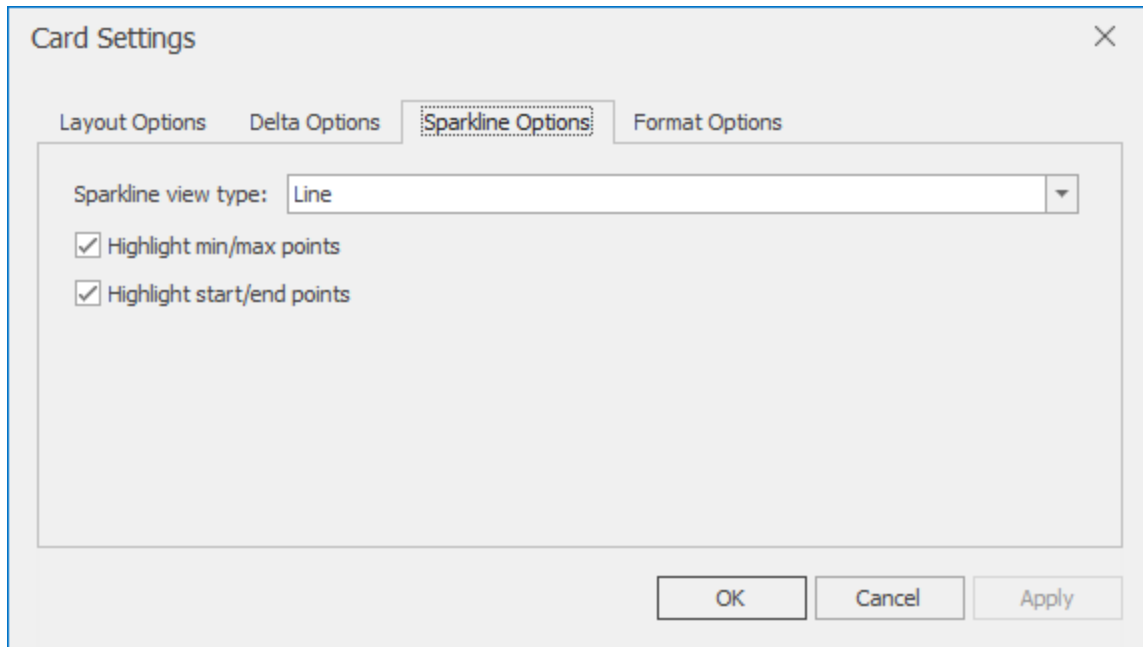 Card Settings
Layout Options Delta Options Sparkline Options Format Options
Sparkline view type: Line
Highlight min/max points
Highlight start/end points
OK Cancel Apply